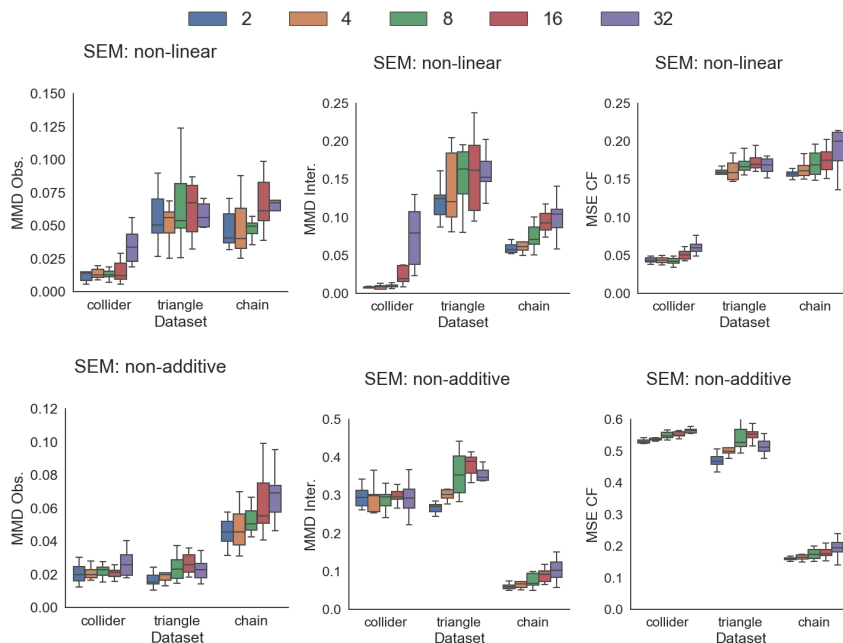 2 4 8 16 32
SEM: non-linear
MMD Obs.
0.150
0.125
0.100
0.075
0.050
0.025
0.000
collider triangle chain
Dataset
SEM: non-linear
MMD Inter.
0.25
0.20
0.15
0.10
0.05
0.00
collider triangle chain
Dataset
SEM: non-linear
MSE CF
0.25
0.20
0.15
0.10
0.05
0.00
collider triangle chain
Dataset
SEM: non-additive
MMD Obs.
0.12
0.10
0.08
0.06
0.04
0.02
0.00
collider triangle chain
Dataset
SEM: non-additive
MMD Inter.
0.5
0.4
0.3
0.2
0.1
0.0
collider triangle chain
Dataset
SEM: non-additive
MSE CF
0.6
0.5
0.4
0.3
0.2
0.1
0.0
collider triangle chain
Dataset